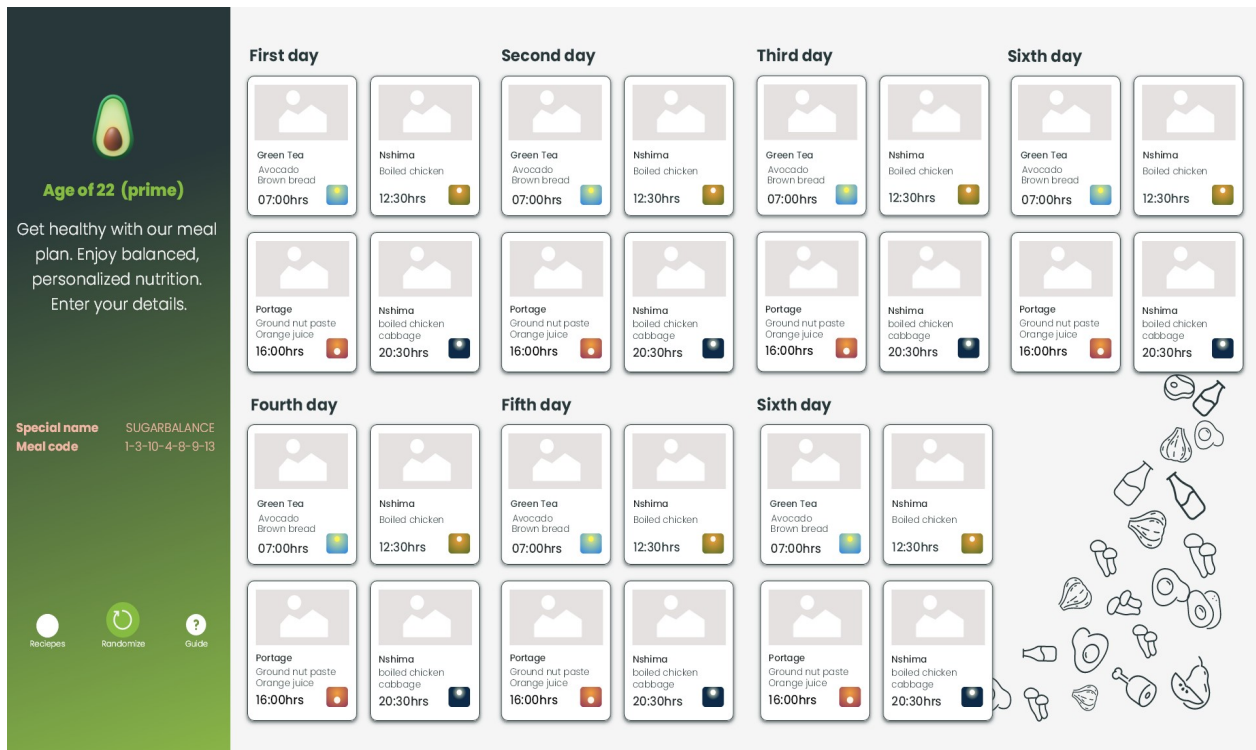 Age of 22 (prime)
Get healthy with our meal
plan. Enjoy balanced,
personalized nutrition.
Enter your details.
Special name SUGARBALANCE
Meal code 1-3-10-4-8-9-13
Reciepes
Randomize
?
Guide
First day
Green Tea
Avocado
Brown bread
07:00hrs
Nshima
Boiled chicken
12:30hrs
Portage
Ground nut paste
Orange juice
16:00hrs
Nshima
boiled chicken
cabbage
20:30hrs
Second day
Green Tea
Avocado
Brown bread
07:00hrs
Nshima
Boiled chicken
12:30hrs
Portage
Ground nut paste
Orange juice
16:00hrs
Nshima
boiled chicken
cabbage
20:30hrs
Third day
Green Tea
Avocado
Brown bread
07:00hrs
Nshima
Boiled chicken
12:30hrs
Portage
Ground nut paste
Orange juice
16:00hrs
Nshima
boiled chicken
cabbage
20:30hrs
Sixth day
Green Tea
Avocado
Brown bread
07:00hrs
Nshima
Boiled chicken
12:30hrs
Portage
Ground nut paste
Orange juice
16:00hrs
Nshima
boiled chicken
cabbage
20:30hrs
Fourth day
Green Tea
Avocado
Brown bread
07:00hrs
Nshima
Boiled chicken
12:30hrs
Portage
Ground nut paste
Orange juice
16:00hrs
Nshima
boiled chicken
cabbage
20:30hrs
Fifth day
Green Tea
Avocado
Brown bread
07:00hrs
Nshima
Boiled chicken
12:30hrs
Portage
Ground nut paste
Orange juice
16:00hrs
Nshima
boiled chicken
cabbage
20:30hrs
Sixth day
Green Tea
Avocado
Brown bread
07:00hrs
Nshima
Boiled chicken
12:30hrs
Portage
Ground nut paste
Orange juice
16:00hrs
Nshima
boiled chicken
cabbage
20:30hrs